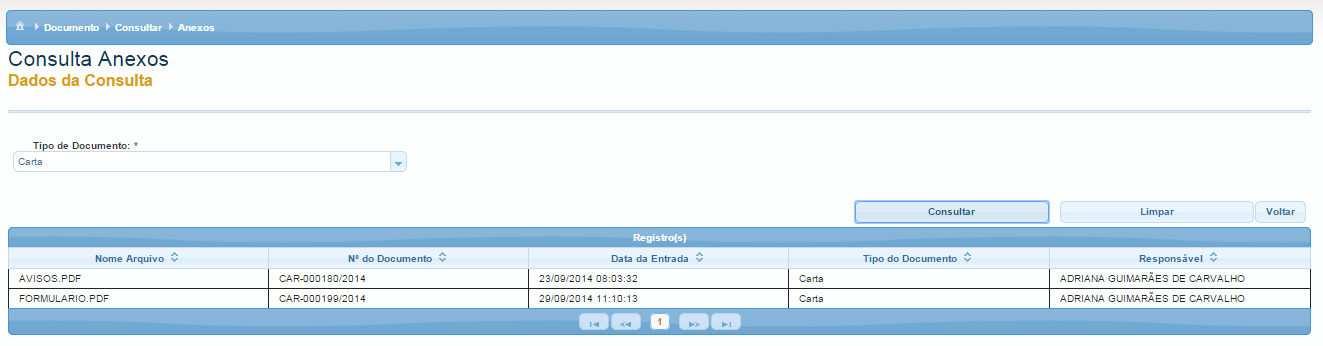 Documento Consultar Anexos
Consulta Anexos
Dados da Consulta
Tipo de Documento: *
Carta
Consultar Limpar Voltar
Registro(s)
Nome Arquivo Nº do Documento Data da Entrada Tipo do Documento Responsável
AVISOS.PDF CAR-000180/2014 23/09/2014 08:03:32 Carta ADRIANA GUIMARÃES DE CARVALHO
FORMULARIO.PDF CAR-000199/2014 29/09/2014 11:10:13 Carta ADRIANA GUIMARÃES DE CARVALHO
1